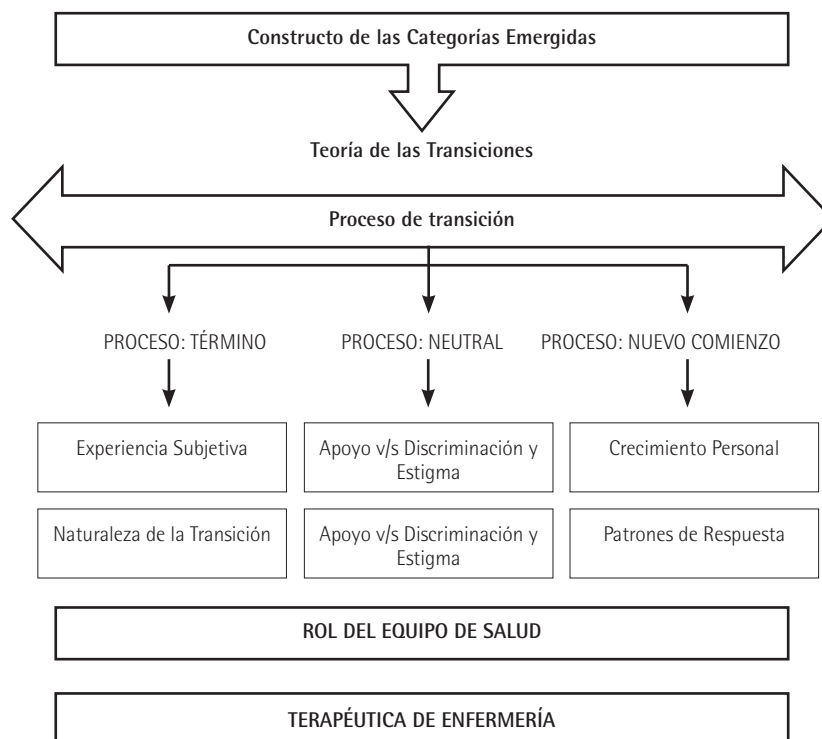 Constructo de las Categorías Emergidas
Teoría de las Transiciones
Proceso de transición
PROCESO: TÉRMINO
PROCESO: NEUTRAL
PROCESO: NUEVO COMIENZO
Experiencia Subjetiva
Apoyo v/s Discriminación y
Estigma
Crecimiento Personal
Naturaleza de la Transición
Apoyo v/s Discriminación y
Estigma
Patrones de Respuesta
ROL DEL EQUIPO DE SALUD
TERAPÉUTICA DE ENFERMERÍA